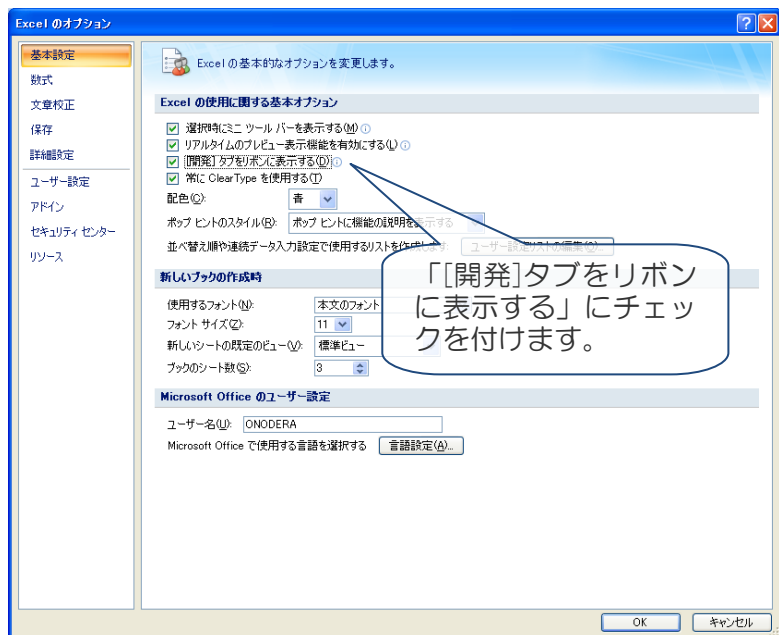 Excel のオプション
基本設定
数式
文章校正
保存
詳細設定
ユーザー設定
アドイン
セキュリティ センター
リソース
Excel の基本的なオプションを変更します。
Excel の使用に関する基本オプション
選択時にミニ ツール バーを表示する(M)
リアルタイムのプレビュー表示機能を有効にする(L)
[開発] タブをリボンに表示する(D)
常に ClearType を使用する(T)
配色(C): 青
ポップ ヒントのスタイル(R): ポップ ヒントに機能の説明を表示する
並べ替え順や連続データ入力設定で使用するリストを作成します: ユーザー設定リストの編集(O)...
「[開発]タブをリボン
に表示する」にチェッ
クを付けます。
新しいブックの作成時
使用するフォント(N): 本文のフォント
フォント サイズ(Z): 11
新しいシートの既定のビュー(V): 標準ビュー
ブックのシート数(S): 3
Microsoft Office のユーザー設定
ユーザー名(U): ONODERA
Microsoft Office で使用する言語を選択する 言語設定(A)...
OK キャンセル